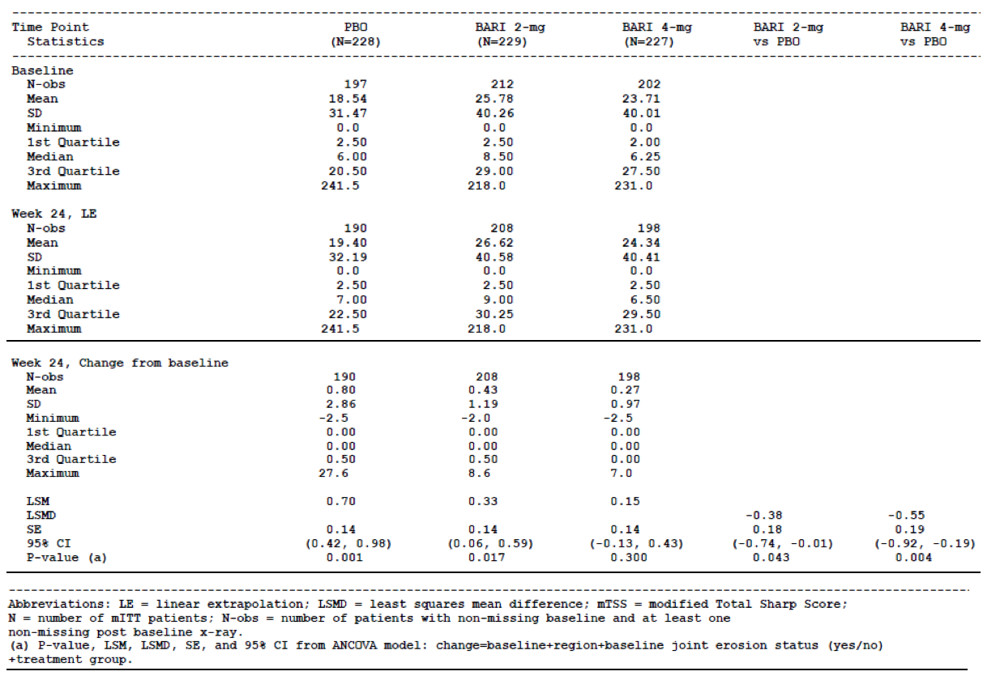 Time Point PBO BARI 2-mg BARI 4-mg BARI 2-mg BARI 4-mg
Statistics (N=228) (N=229) (N=227) vs PBO vs PBO
Baseline
N-obs 197 212 202
Mean 18.54 25.78 23.71
SD 31.47 40.26 40.01
Minimum 0.0 0.0 0.0
1st Quartile 2.50 2.50 2.00
Median 6.00 8.50 6.25
3rd Quartile 20.50 29.00 27.50
Maximum 241.5 218.0 231.0
Week 24, LE
N-obs 190 208 198
Mean 19.40 26.62 24.34
SD 32.19 40.58 40.41
Minimum 0.0 0.0 0.0
1st Quartile 2.50 2.50 2.50
Median 7.00 9.00 6.50
3rd Quartile 22.50 30.25 29.50
Maximum 241.5 218.0 231.0
Week 24, Change from baseline
N-obs 190 208 198
Mean 0.80 0.43 0.27
SD 2.86 1.19 0.97
Minimum -2.5 -2.0 -2.5
1st Quartile 0.00 0.00 0.00
Median 0.00 0.00 0.00
3rd Quartile 0.50 0.50 0.00
Maximum 27.6 8.6 7.0
LSM 0.70 0.33 0.15
LSMD -0.38 -0.55
SE 0.14 0.14 0.14 0.18 0.19
95% CI (0.42, 0.98) (0.06, 0.59) (-0.13, 0.43) (-0.74, -0.01) (-0.92, -0.19)
P-value (a) 0.001 0.017 0.300 0.043 0.004
Abbreviations: LE = linear extrapolation; LSMD = least squares mean difference; mTSS = modified Total Sharp Score;
N = number of mITT patients; N-obs = number of patients with non-missing baseline and at least one
non-missing post baseline x-ray.
(a) P-value, LSM, LSMD, SE, and 95% CI from ANCOVA model: change=baseline+region+baseline joint erosion status (yes/no)
+treatment group.